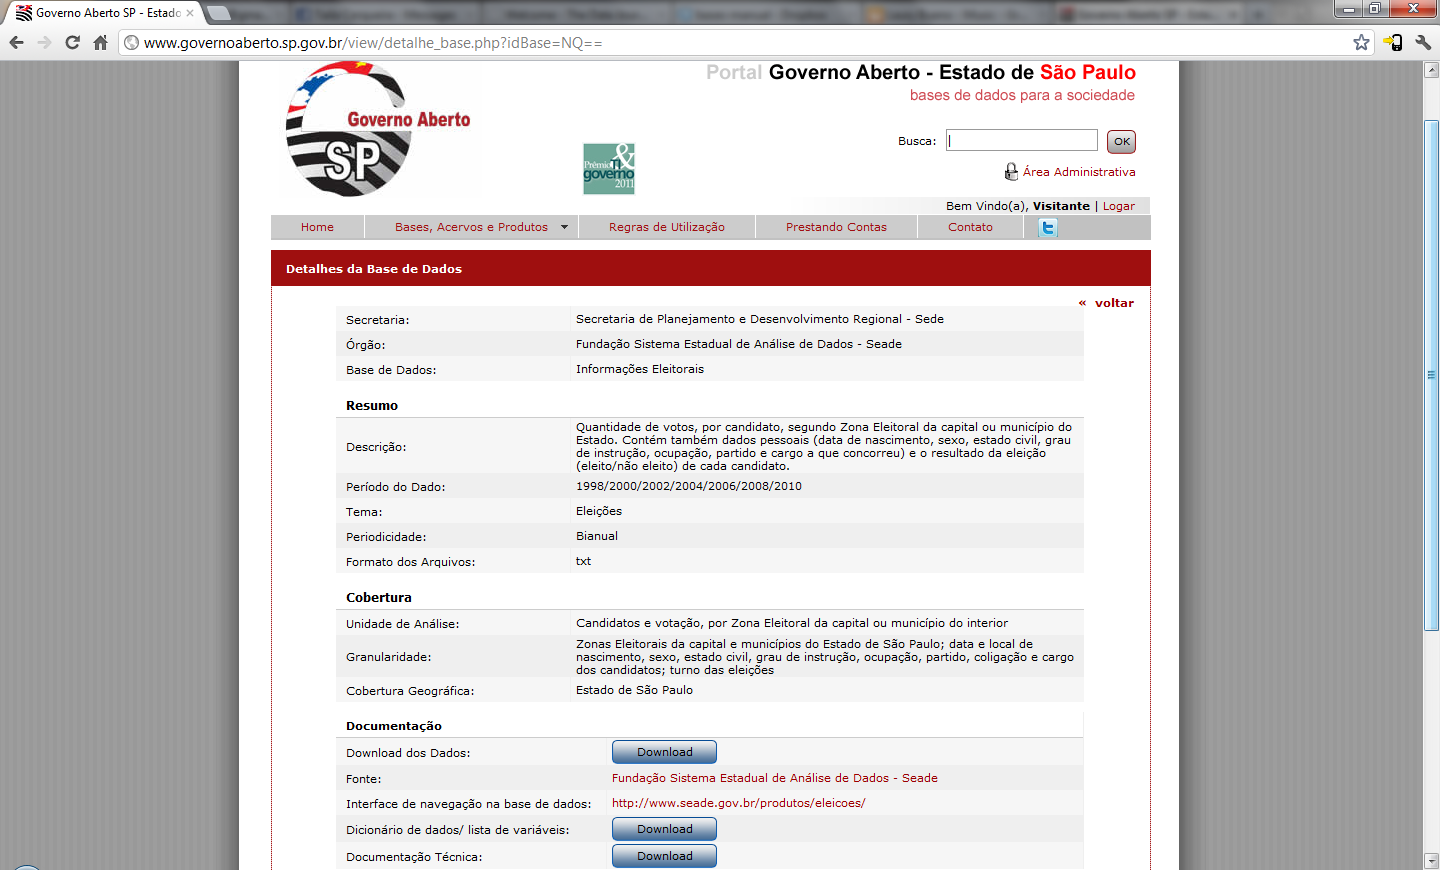 Governo Aberto SP - Estado
www.governoaberto.sp.gov.br/view/detalhe_base.php?idBase=NQ==
Governo Aberto
SP
Prêmio TI
&
governo
2011
Portal Governo Aberto - Estado de São Paulo
bases de dados para a sociedade
Busca:
OK
Área Administrativa
Bem Vindo(a), Visitante | Logar
Home
Bases, Acervos e Produtos
Regras de Utilização
Prestando Contas
Contato
Detalhes da Base de Dados
« voltar
Secretaria: Secretaria de Planejamento e Desenvolvimento Regional - Sede
Órgão: Fundação Sistema Estadual de Análise de Dados - Seade
Base de Dados: Informações Eleitorais
Resumo
Descrição: Quantidade de votos, por candidato, segundo Zona Eleitoral da capital ou município do
Estado. Contém também dados pessoais (data de nascimento, sexo, estado civil, grau
de instrução, ocupação, partido e cargo a que concorreu) e o resultado da eleição
(eleito/não eleito) de cada candidato.
Período do Dado: 1998/2000/2002/2004/2006/2008/2010
Tema: Eleições
Periodicidade: Bianual
Formato dos Arquivos: txt
Cobertura
Unidade de Análise: Candidatos e votação, por Zona Eleitoral da capital ou município do interior
Granularidade: Zonas Eleitorais da capital e municípios do Estado de São Paulo; data e local de
nascimento, sexo, estado civil, grau de instrução, ocupação, partido, coligação e cargo
dos candidatos; turno das eleições
Cobertura Geográfica: Estado de São Paulo
Documentação
Download dos Dados: Download
Fonte: Fundação Sistema Estadual de Análise de Dados - Seade
Interface de navegação na base de dados: http://www.seade.gov.br/produtos/eleicoes/
Dicionário de dados/ lista de variáveis: Download
Documentação Técnica: Download